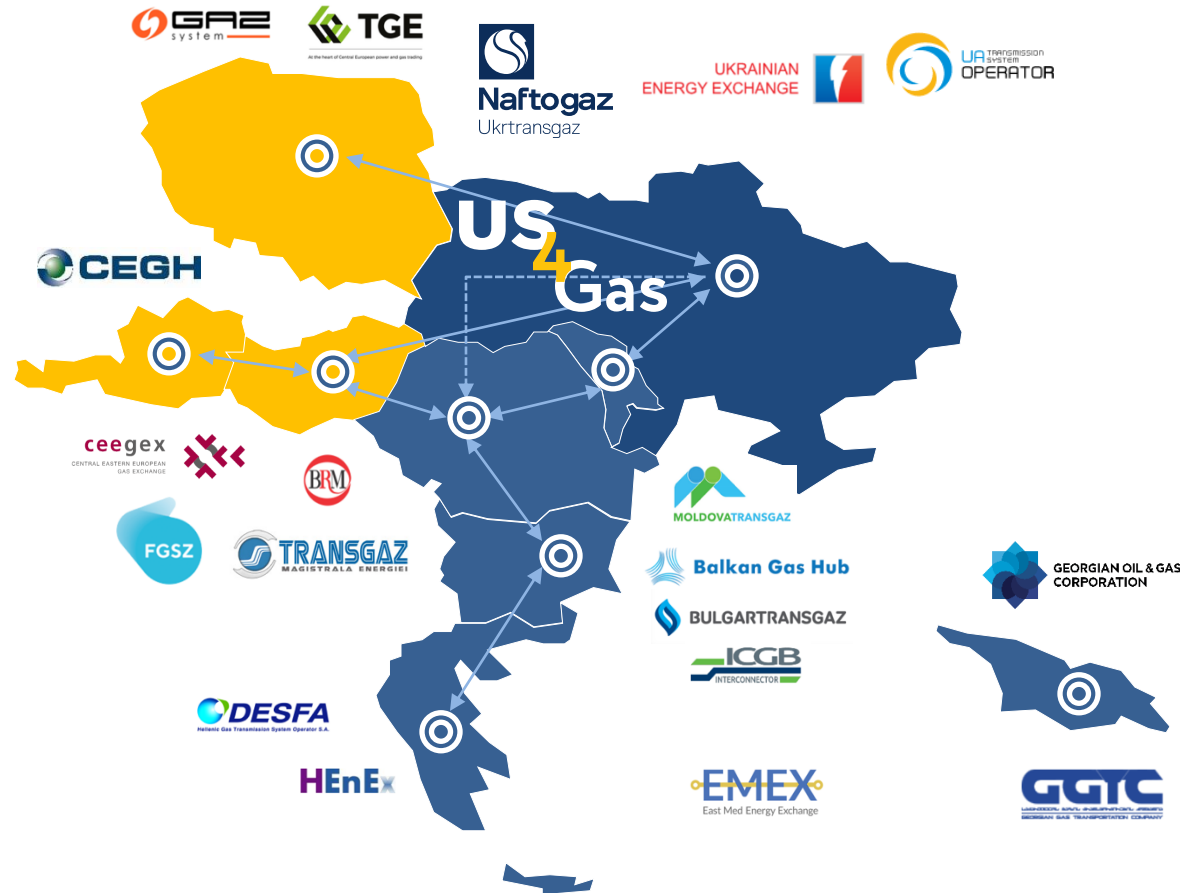 GAZ
system
TGE
At the heart of Central European power and gas trading
Naftogaz
Ukrtransgaz
UKRAINIAN
ENERGY EXCHANGE
UA TRANSMISSION
SYSTEM
OPERATOR
US
4
Gas
CEGH
ceegex
CENTRAL EASTERN EUROPEAN
GAS EXCHANGE
BRM
FGSZ
TRANSGAZ
MAGISTRALA ENERGIEI
MOLDOVATRANSGAZ
Balkan Gas Hub
BULGARTRANSGAZ
ICGB
INTERCONNECTOR
GEORGIAN OIL & GAS
CORPORATION
DESFA
Hellenic Gas Transmission System Operator S.A.
HEnEx
EMEX
East Med Energy Exchange
GGTC
GEORGIAN GAS TRANSPORTATION COMPANY